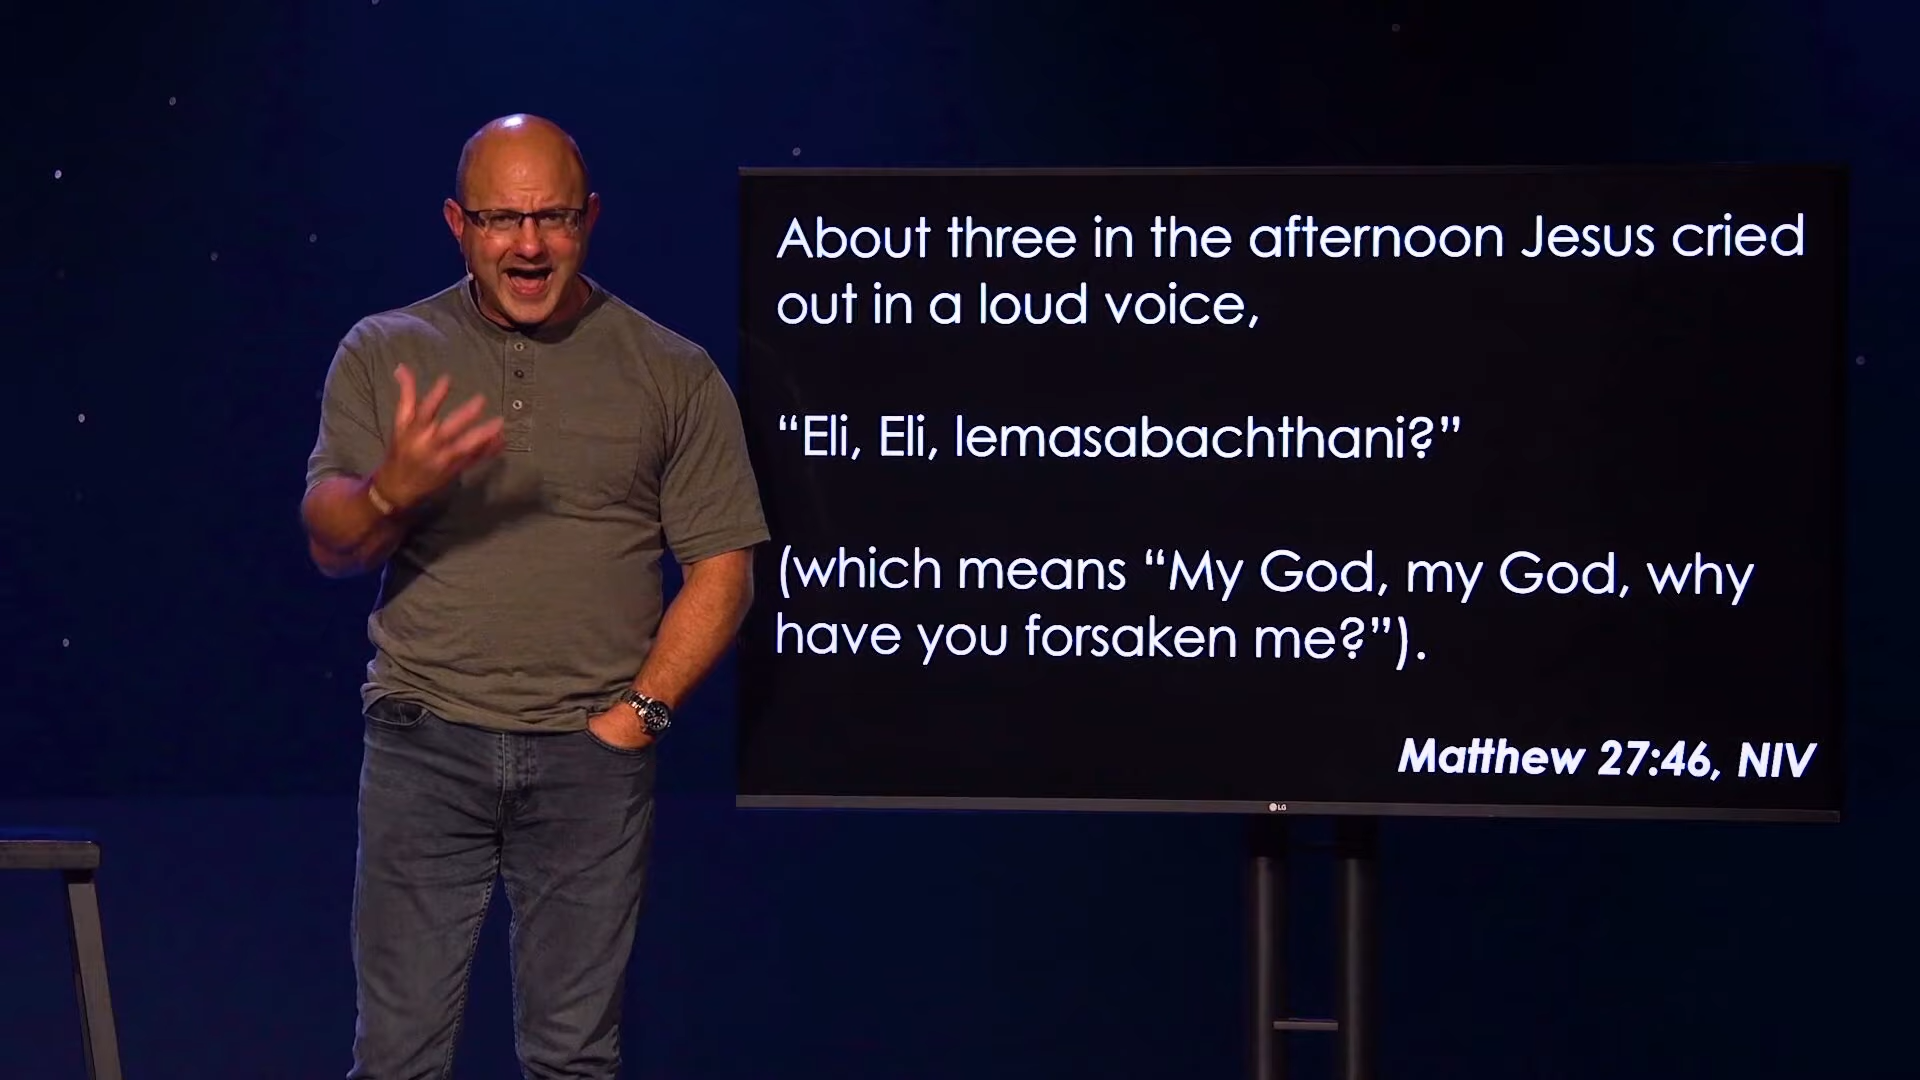 About three in the afternoon Jesus cried
out in a loud voice,
“Eli, Eli, lemasabachthani?”
(which means “My God, my God, why
have you forsaken me?”).
Matthew 27:46, NIV
LG